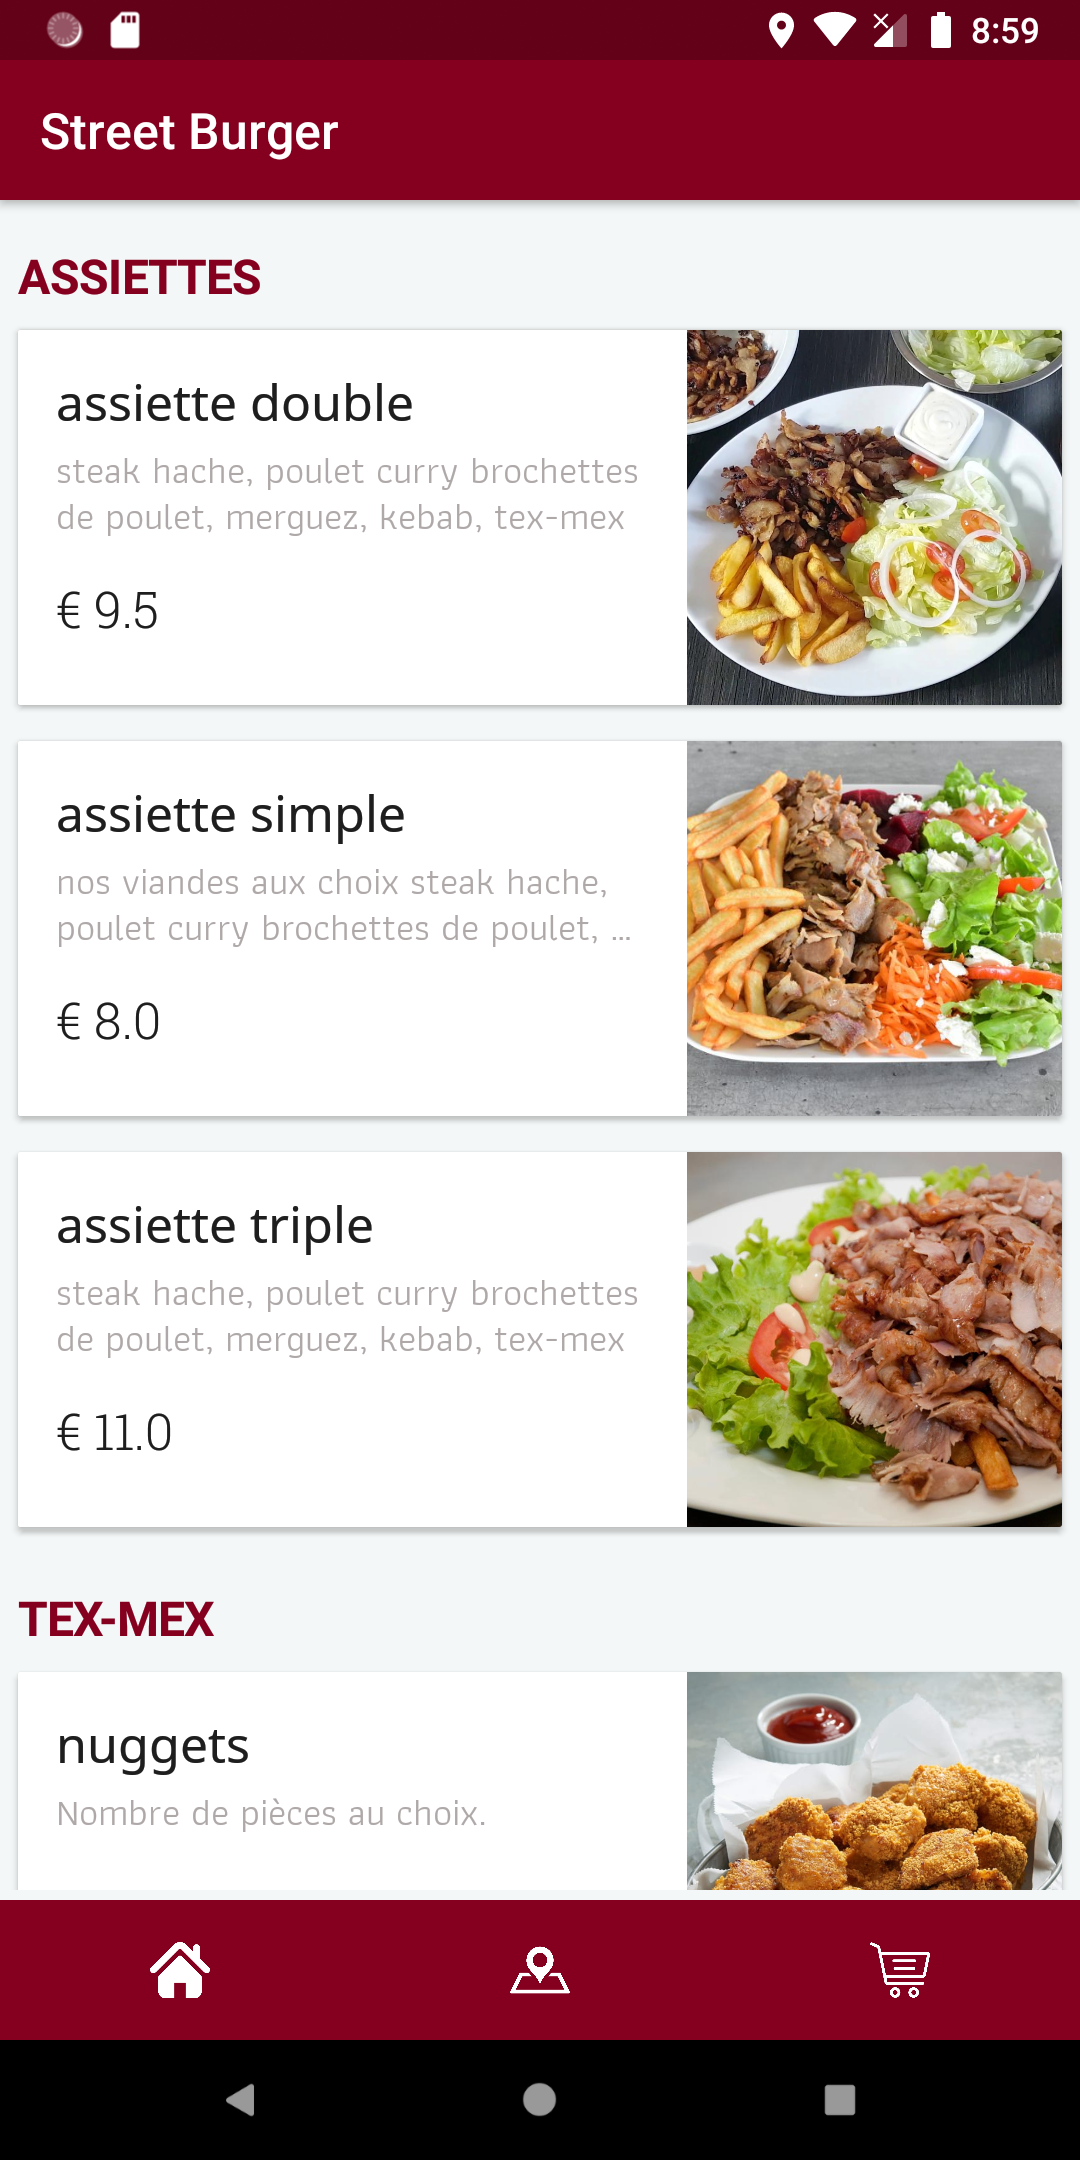 8:59
Street Burger
ASSIETTES
assiette double
steak hache, poulet curry brochettes
de poulet, merguez, kebab, tex-mex
€ 9.5
assiette simple
nos viandes aux choix steak hache,
poulet curry brochettes de poulet, ...
€ 8.0
assiette triple
steak hache, poulet curry brochettes
de poulet, merguez, kebab, tex-mex
€ 11.0
TEX-MEX
nuggets
Nombre de pièces au choix.